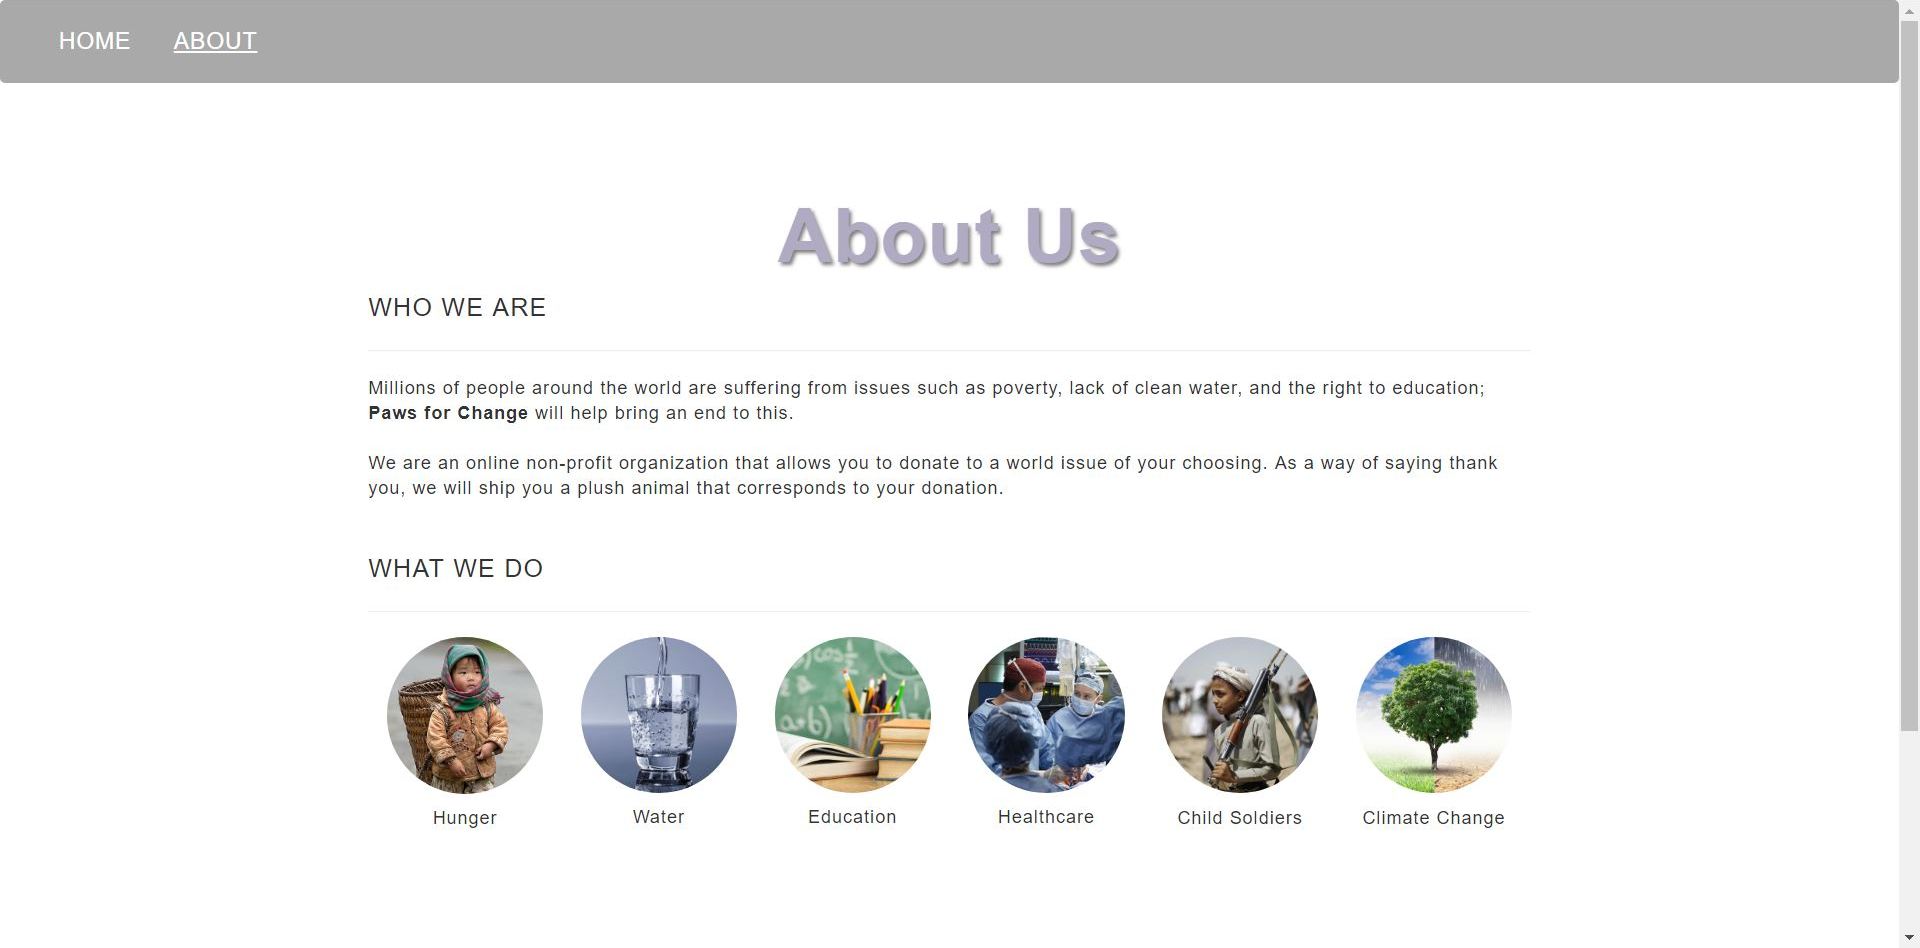 HOME ABOUT
About Us
WHO WE ARE
Millions of people around the world are suffering from issues such as poverty, lack of clean water, and the right to education;
Paws for Change will help bring an end to this.
We are an online non-profit organization that allows you to donate to a world issue of your choosing. As a way of saying thank
you, we will ship you a plush animal that corresponds to your donation.
WHAT WE DO
Hunger Water Education Healthcare Child Soldiers Climate Change